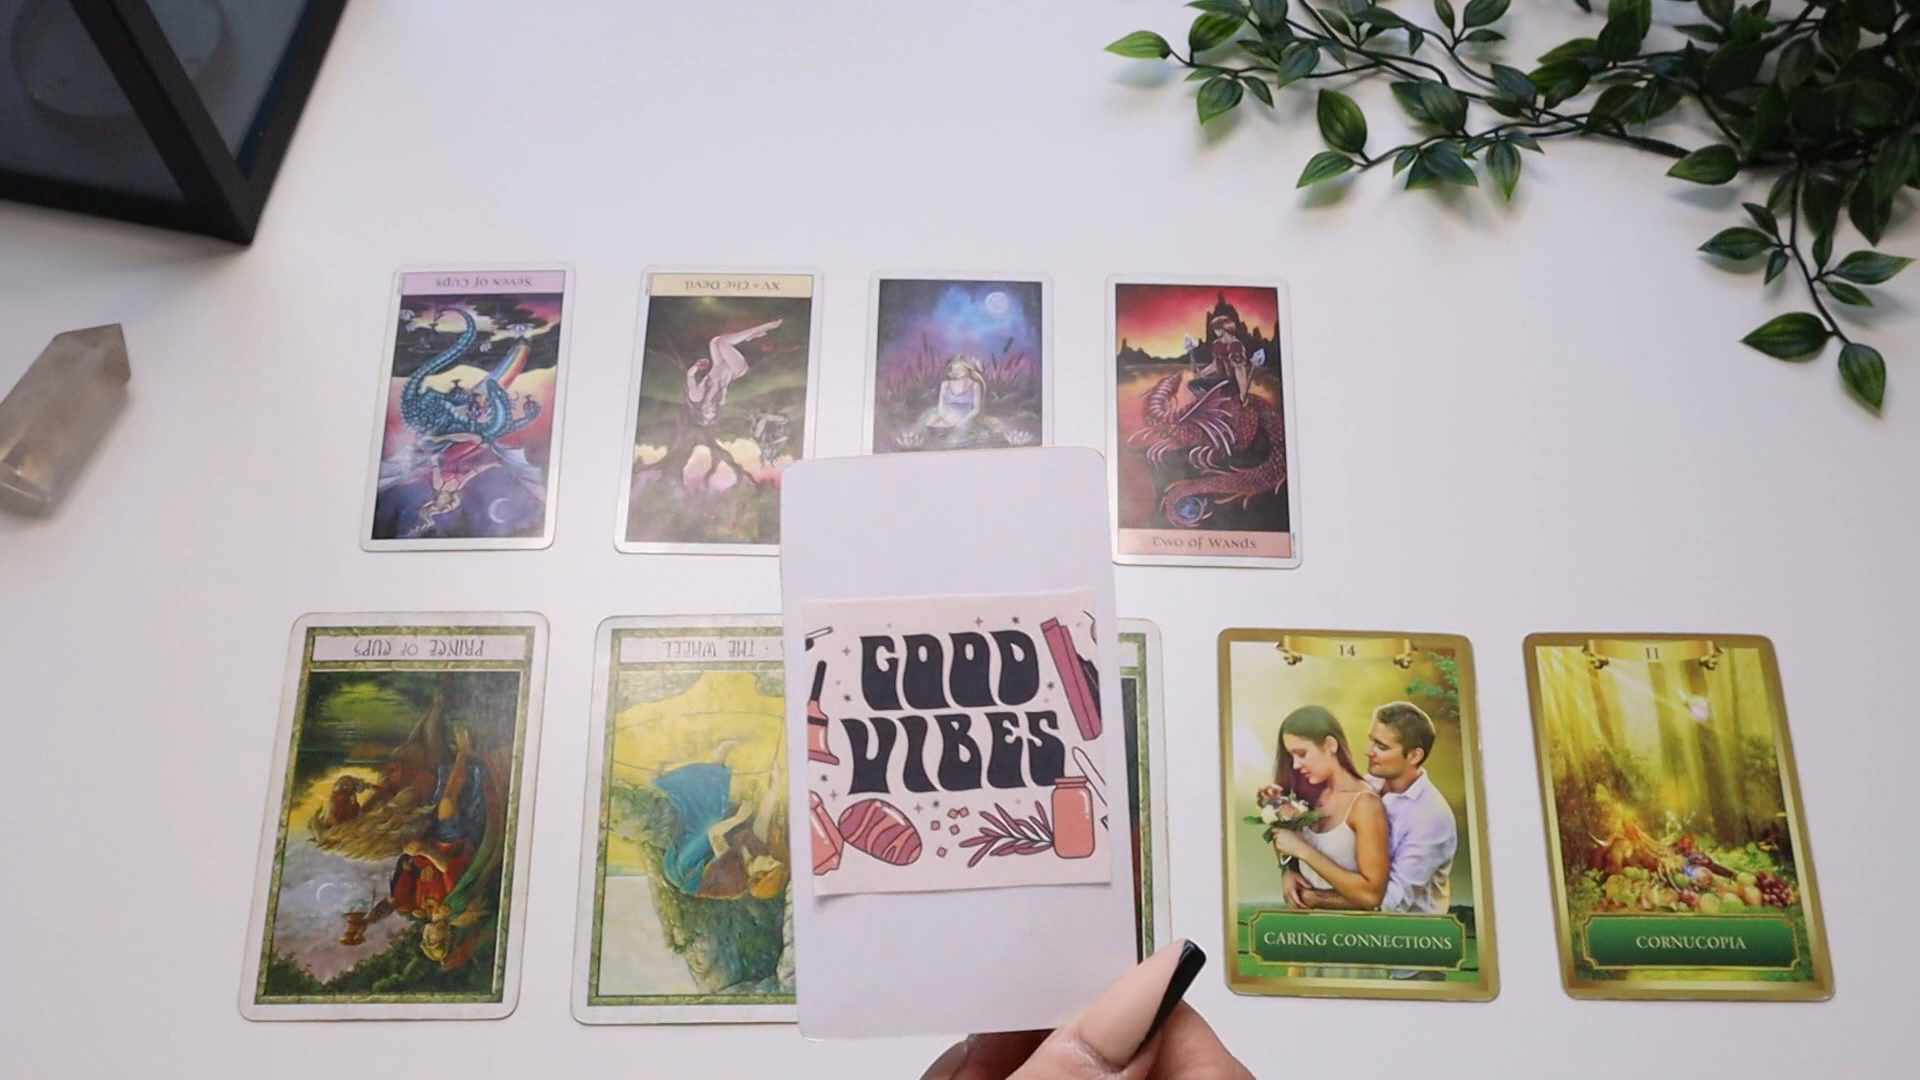 Seven of Cups
XV • The Devil
Two of Wands
PRINCE OF CUPS
: THE WHEEL
GOOD
VIBES
14
CARING CONNECTIONS
11
CORNUCOPIA